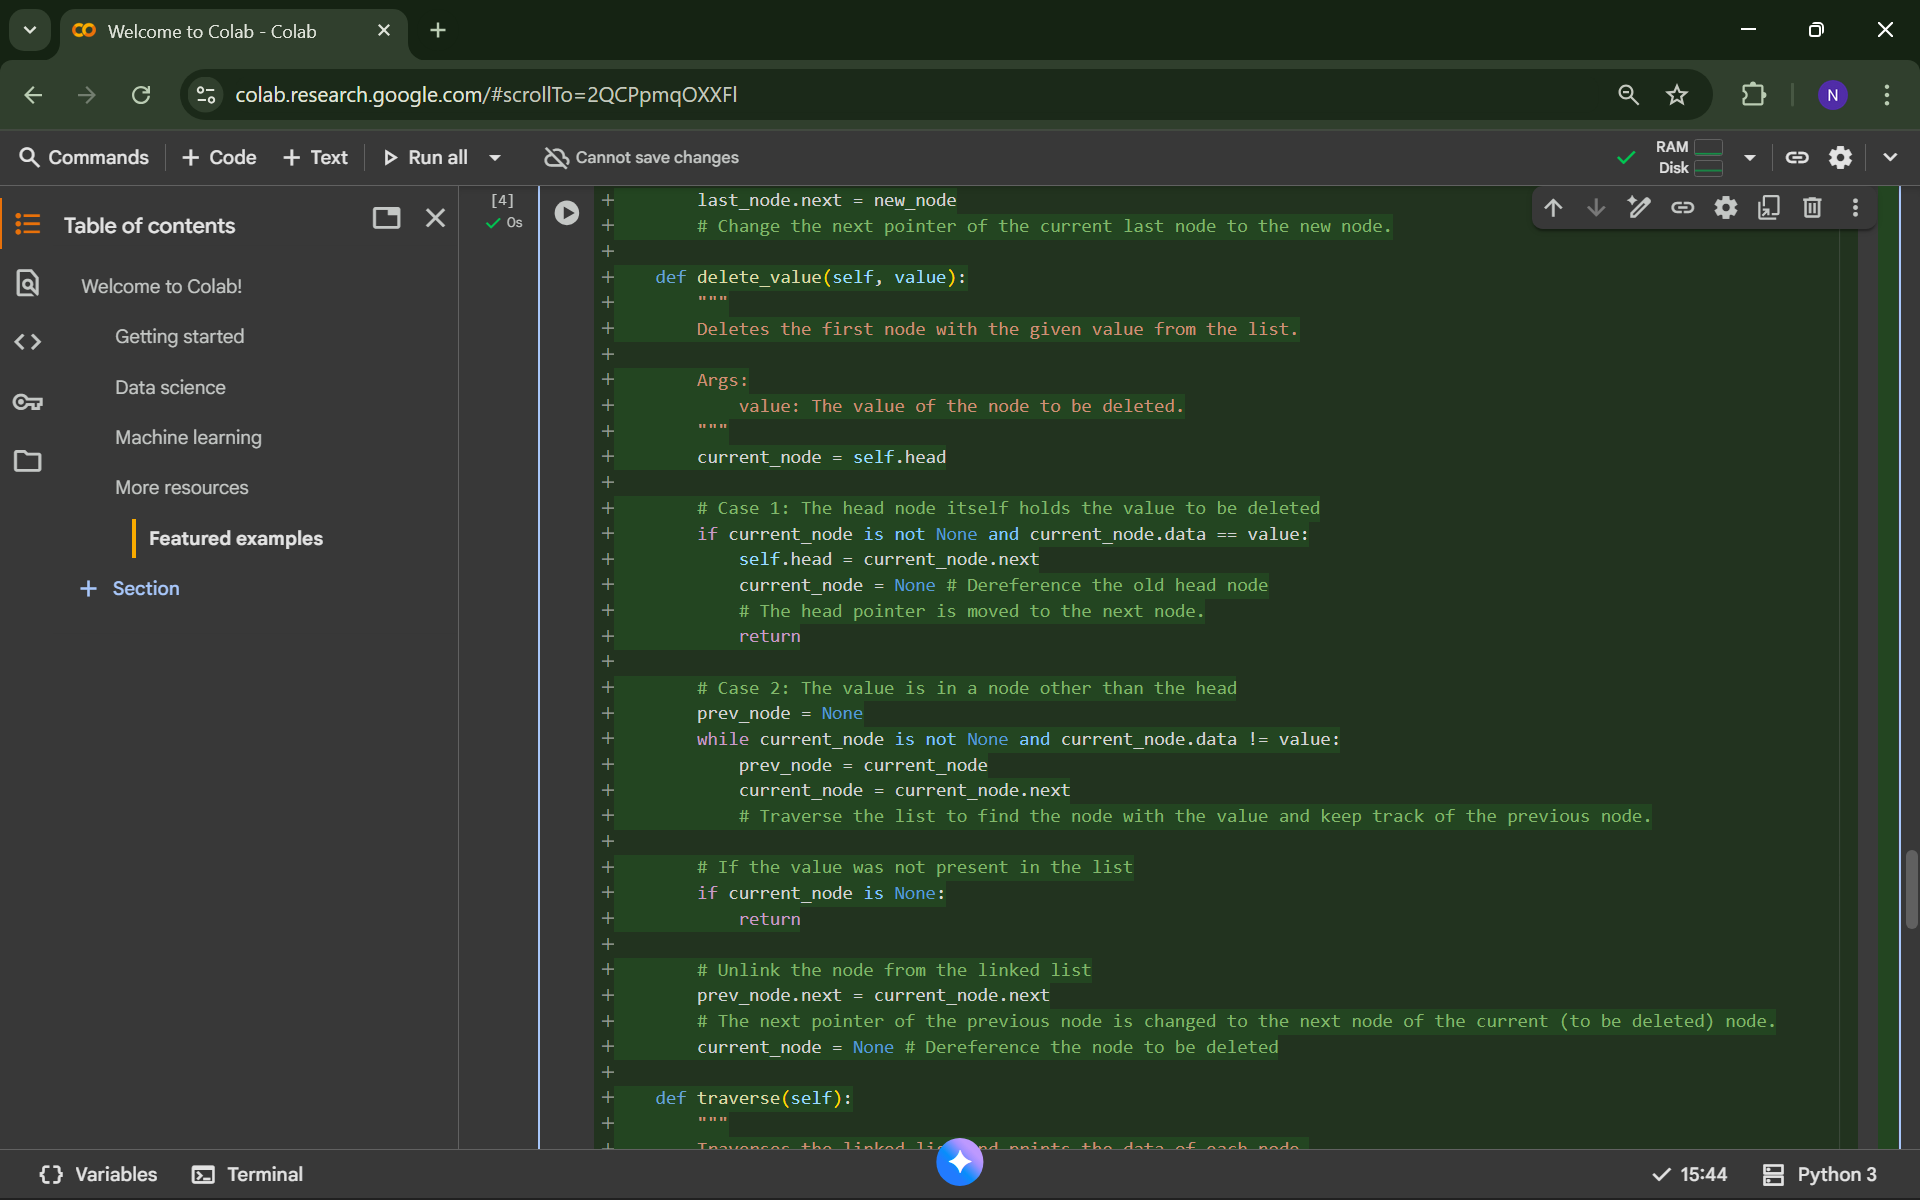 Welcome to Colab - Colab
colab.research.google.com/#scrollTo=2QCPpmqOXXFl
N
Commands
+ Code
+ Text
Run all
Cannot save changes
RAM
Disk
Table of contents
Welcome to Colab!
Getting started
Data science
Machine learning
More resources
Featured examples
+ Section
[4]
0s
+ last_node.next = new_node
+ # Change the next pointer of the current last node to the new node.
+
+ def delete_value(self, value):
+ """
+ Deletes the first node with the given value from the list.
+
+ Args:
+ value: The value of the node to be deleted.
+ """
+ current_node = self.head
+
+ # Case 1: The head node itself holds the value to be deleted
+ if current_node is not None and current_node.data == value:
+ self.head = current_node.next
+ current_node = None # Dereference the old head node
+ # The head pointer is moved to the next node.
+ return
+
+ # Case 2: The value is in a node other than the head
+ prev_node = None
+ while current_node is not None and current_node.data != value:
+ prev_node = current_node
+ current_node = current_node.next
+ # Traverse the list to find the node with the value and keep track of the previous node.
+
+ # If the value was not present in the list
+ if current_node is None:
+ return
+
+ # Unlink the node from the linked list
+ prev_node.next = current_node.next
+ # The next pointer of the previous node is changed to the next node of the current (to be deleted) node.
+ current_node = None # Dereference the node to be deleted
+
+ def traverse(self):
+ """
+ Traverses the linked and prints the data of each node.
{} Variables
Terminal
15:44
Python 3